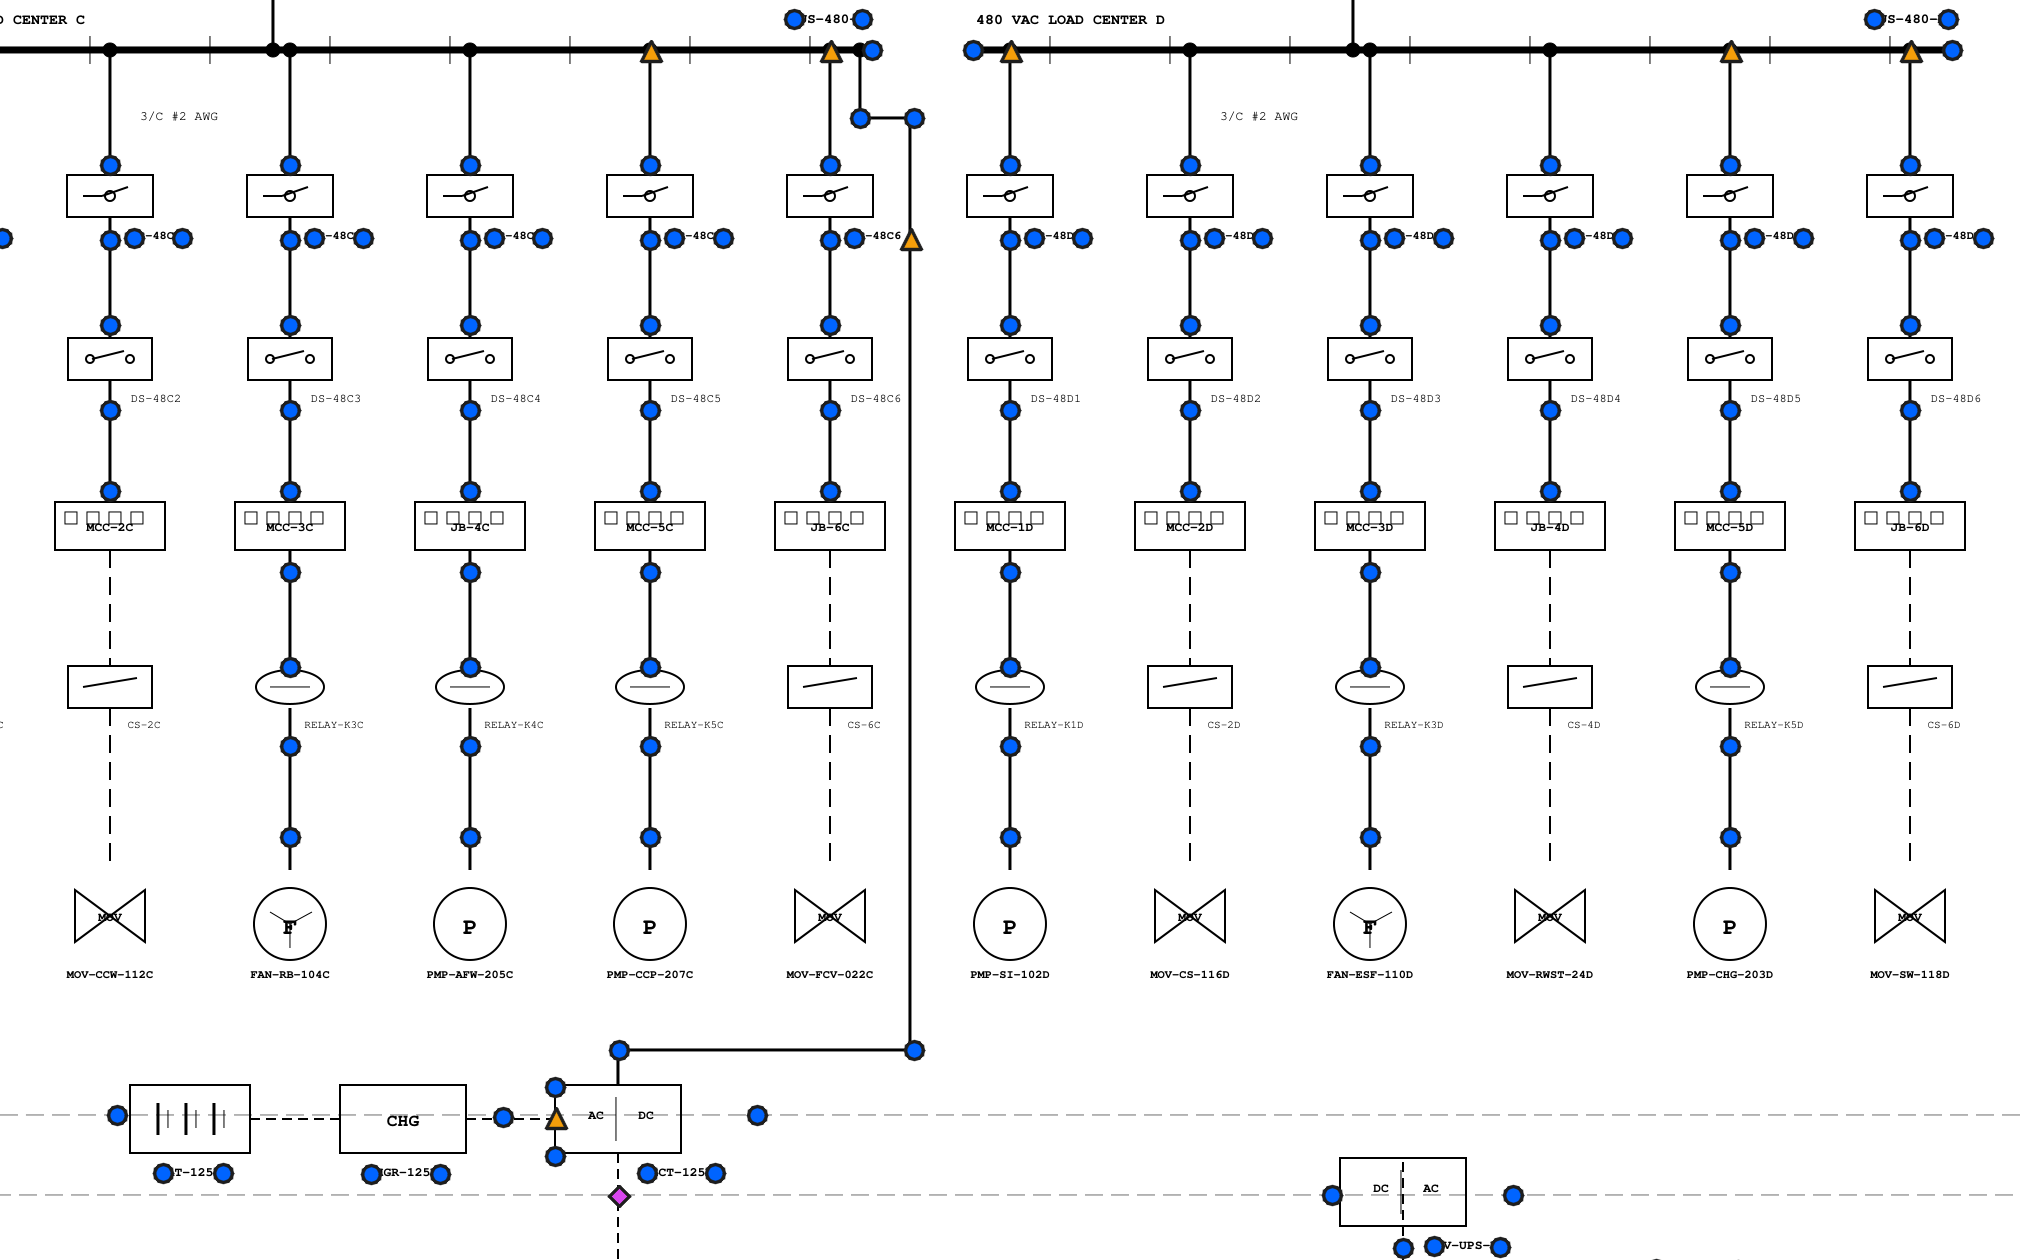 CENTER C
480 VAC LOAD CENTER D
3/C #2 AWG
3/C #2 AWG
DS-48C2
DS-48C3
DS-48C4
DS-48C5
DS-48C6
DS-48D1
DS-48D2
DS-48D3
DS-48D4
DS-48D5
DS-48D6
MCC-2C
MCC-3C
JB-4C
MCC-5C
JB-6C
MCC-1D
MCC-2D
MCC-3D
JB-4D
MCC-5D
JB-6D
CS-2C
RELAY-K3C
RELAY-K4C
RELAY-K5C
CS-6C
RELAY-K1D
CS-2D
RELAY-K3D
CS-4D
RELAY-K5D
CS-6D
MOV
F
P
P
MOV
P
MOV
F
MOV
P
MOV
MOV-CCW-112C
FAN-RB-104C
PMP-AFW-205C
PMP-CCP-207C
MOV-FCV-022C
PMP-SI-102D
MOV-CS-116D
FAN-ESF-110D
MOV-RWST-24D
PMP-CHG-203D
MOV-SW-118D
CHG
AC
DC
DC
AC